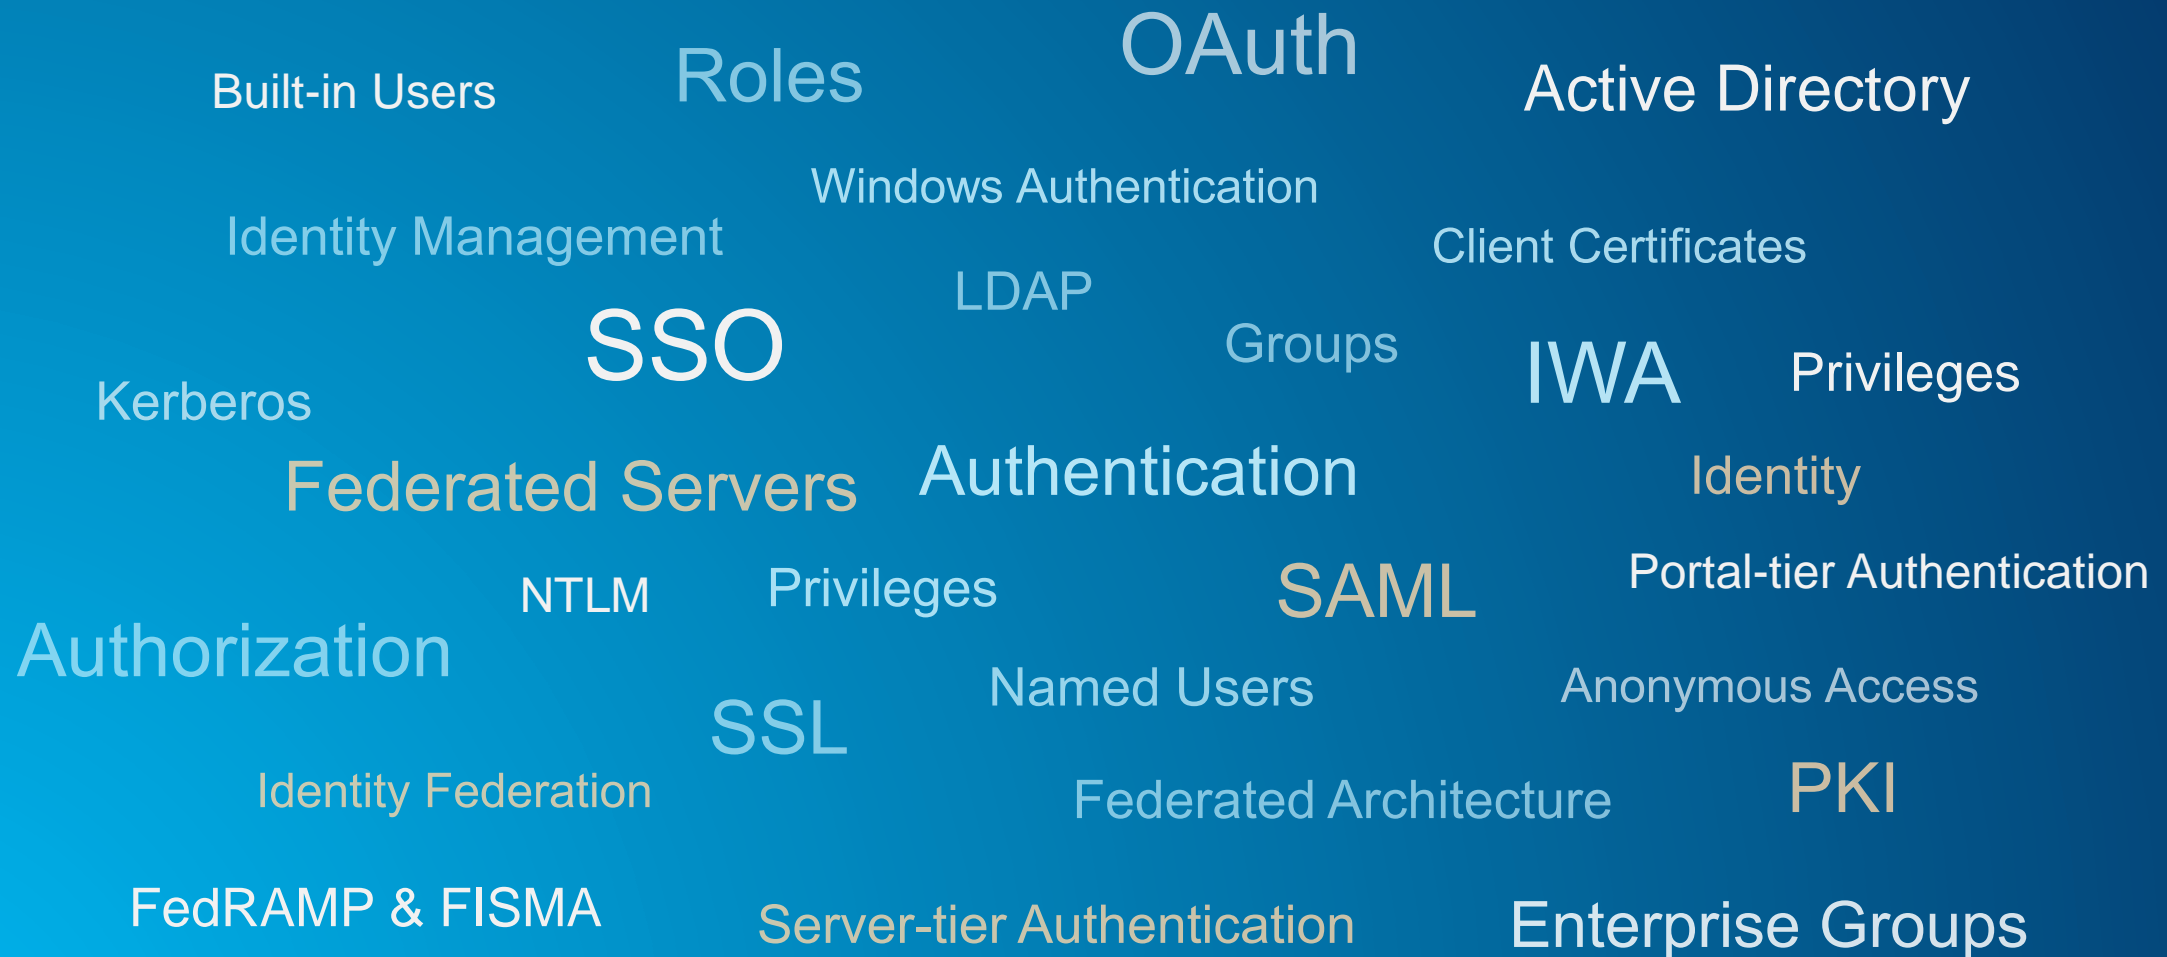 OAuth
Roles
Built-in Users
Active Directory
Windows Authentication
Identity Management
Client Certificates
LDAP
SSO
Groups
IWA
Privileges
Kerberos
Federated Servers
Authentication
Identity
NTLM
Privileges
SAML
Portal-tier Authentication
Authorization
Named Users
Anonymous Access
SSL
Identity Federation
Federated Architecture
PKI
FedRAMP & FISMA
Server-tier Authentication
Enterprise Groups